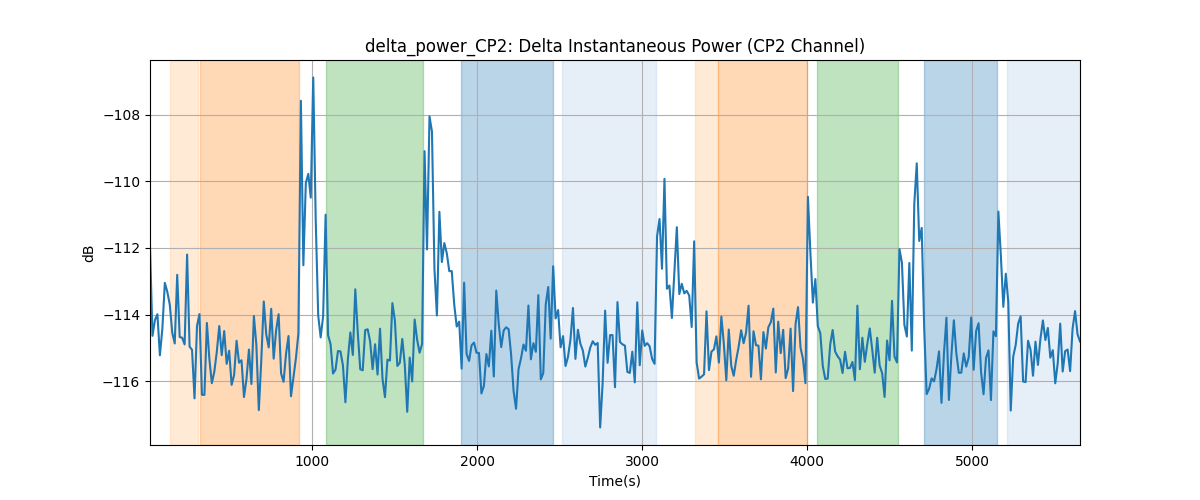 delta_power_CP2: Delta Instantaneous Power (CP2 Channel)
−108
−110
−112
−114
−116
dB
1000 2000 3000 4000 5000
Time(s)